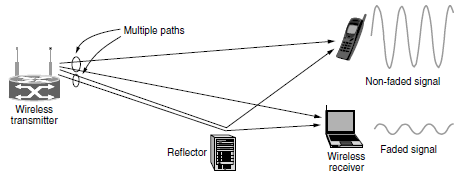 Multiple paths
Non-faded signal
Wireless
transmitter
Reflector
Wireless
receiver
Faded signal